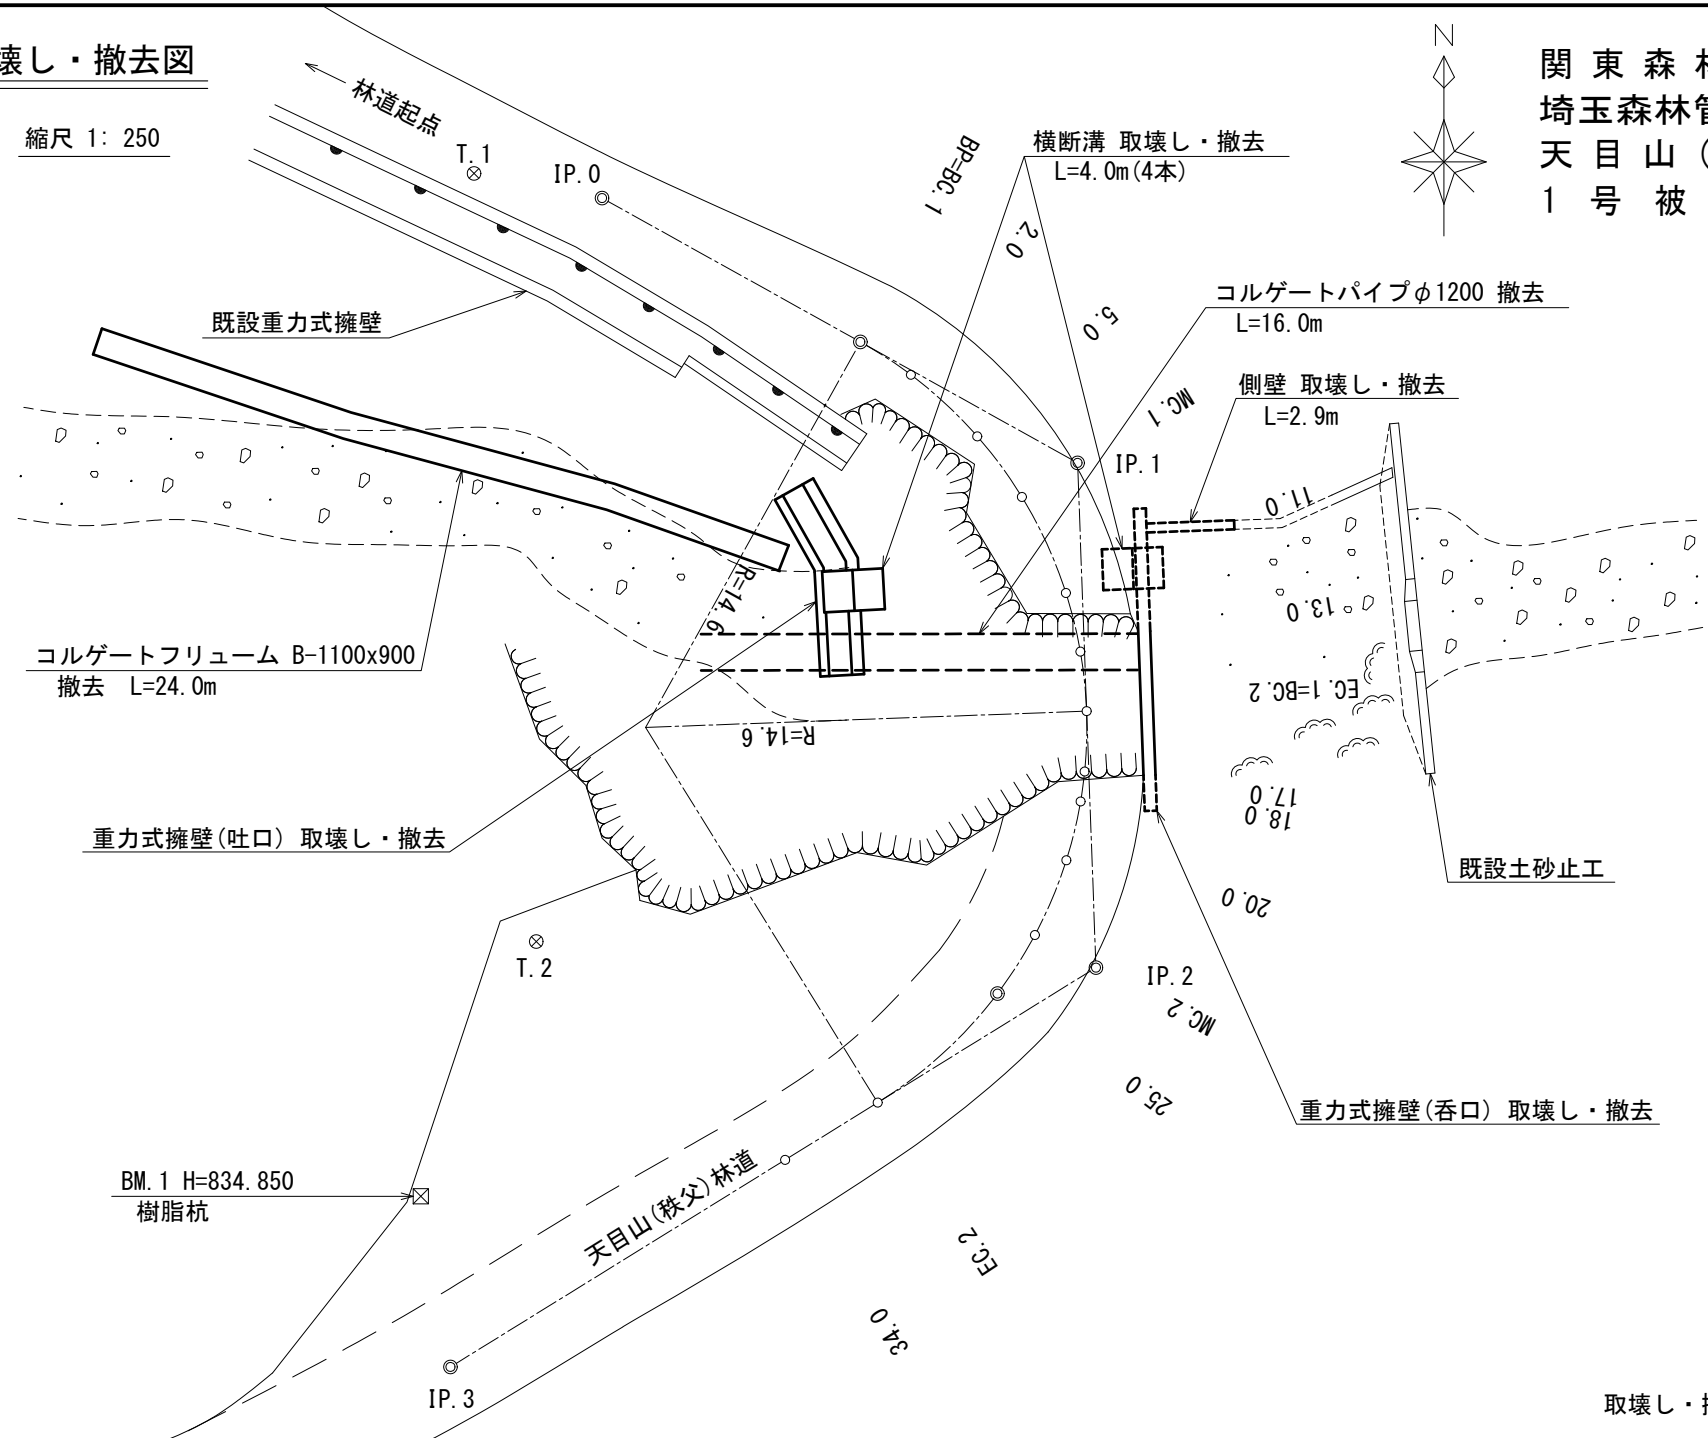 壊し・撤去図
縮尺 1: 250
N
関 東 森 林
埼玉森林管
天 目 山 (
1 号 被
林道起点
T.1
IP.0
BP=BC.1
横断溝 取壊し・撤去
L=4.0m(4本)
2.0
5.0
コルゲートパイプφ1200 撤去
L=16.0m
既設重力式擁壁
側壁 取壊し・撤去
L=2.9m
MC.1
IP.1
11.0
13.0
R=14.6
コルゲートフリューム B-1100x900
撤去 L=24.0m
EC.1=BC.2
R=14.6
17.0
18.0
重力式擁壁(吐口) 取壊し・撤去
既設土砂止工
20.0
T.2
IP.2
MC.2
25.0
重力式擁壁(呑口) 取壊し・撤去
BM.1 H=834.850
樹脂杭
天目山(秩父)林道
EC.2
34.0
IP.3
取壊し・撤